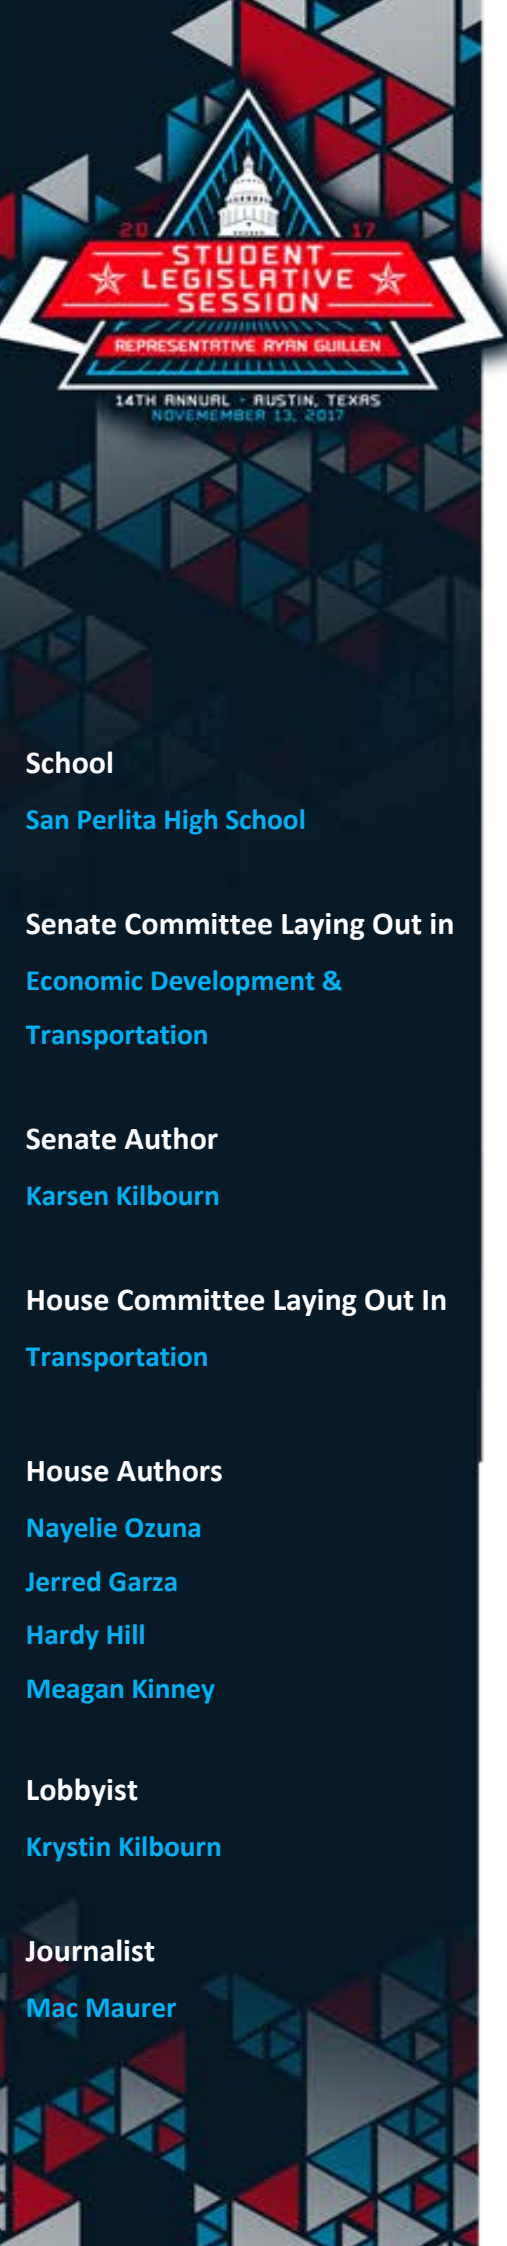 20 17
STUDENT
LEGISLATIVE
SESSION
REPRESENTATIVE RYAN GUILLEN
14TH ANNUAL - AUSTIN, TEXAS
NOVEMEMBER 13, 2017
School
San Perlita High School
Senate Committee Laying Out in
Economic Development &
Transportation
Senate Author
Karsen Kilbourn
House Committee Laying Out In
Transportation
House Authors
Nayelie Ozuna
Jerred Garza
Hardy Hill
Meagan Kinney
Lobbyist
Krystin Kilbourn
Journalist
Mac Maurer